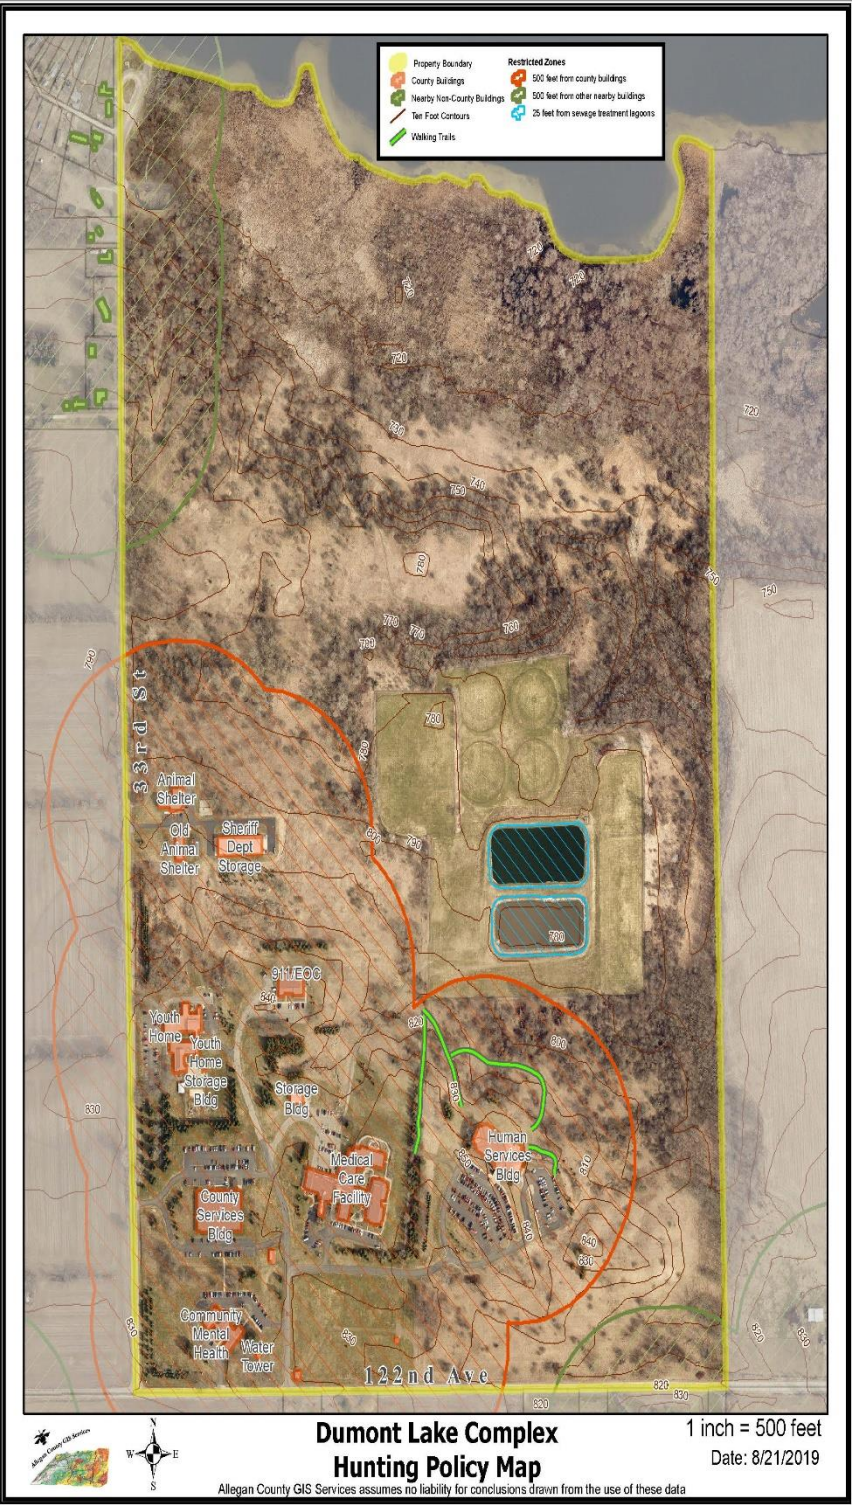 Property Boundary
County Buildings
Nearby Non-County Buildings
Ten Foot Contours
Walking Trails
Restricted Zones
500 feet from county buildings
500 feet from other nearby buildings
25 feet from sewage treatment lagoons
720
720
720
720
720
730
740
750
780
750
750
770
770
760
780
790
33rd St
780
780
Animal
Shelter
Old
Animal
Shelter
Sheriff
Dept
Storage
800
790
780
911/EOC
840
Youth
Home
Youth
Home
Storage
Bldg
820
800
830
Storage
Bldg
830
Human
Services
Bldg
810
Medical
Care
Facility
County
Services
Bldg
840
840
830
Community
Mental
Health
Water
Tower
830
820
830
122nd Ave
820
830
820
Allegan County GIS Services
N
W
E
S
Dumont Lake Complex
Hunting Policy Map
1 inch = 500 feet
Date: 8/21/2019
Allegan County GIS Services assumes no liability for conclusions drawn from the use of these data